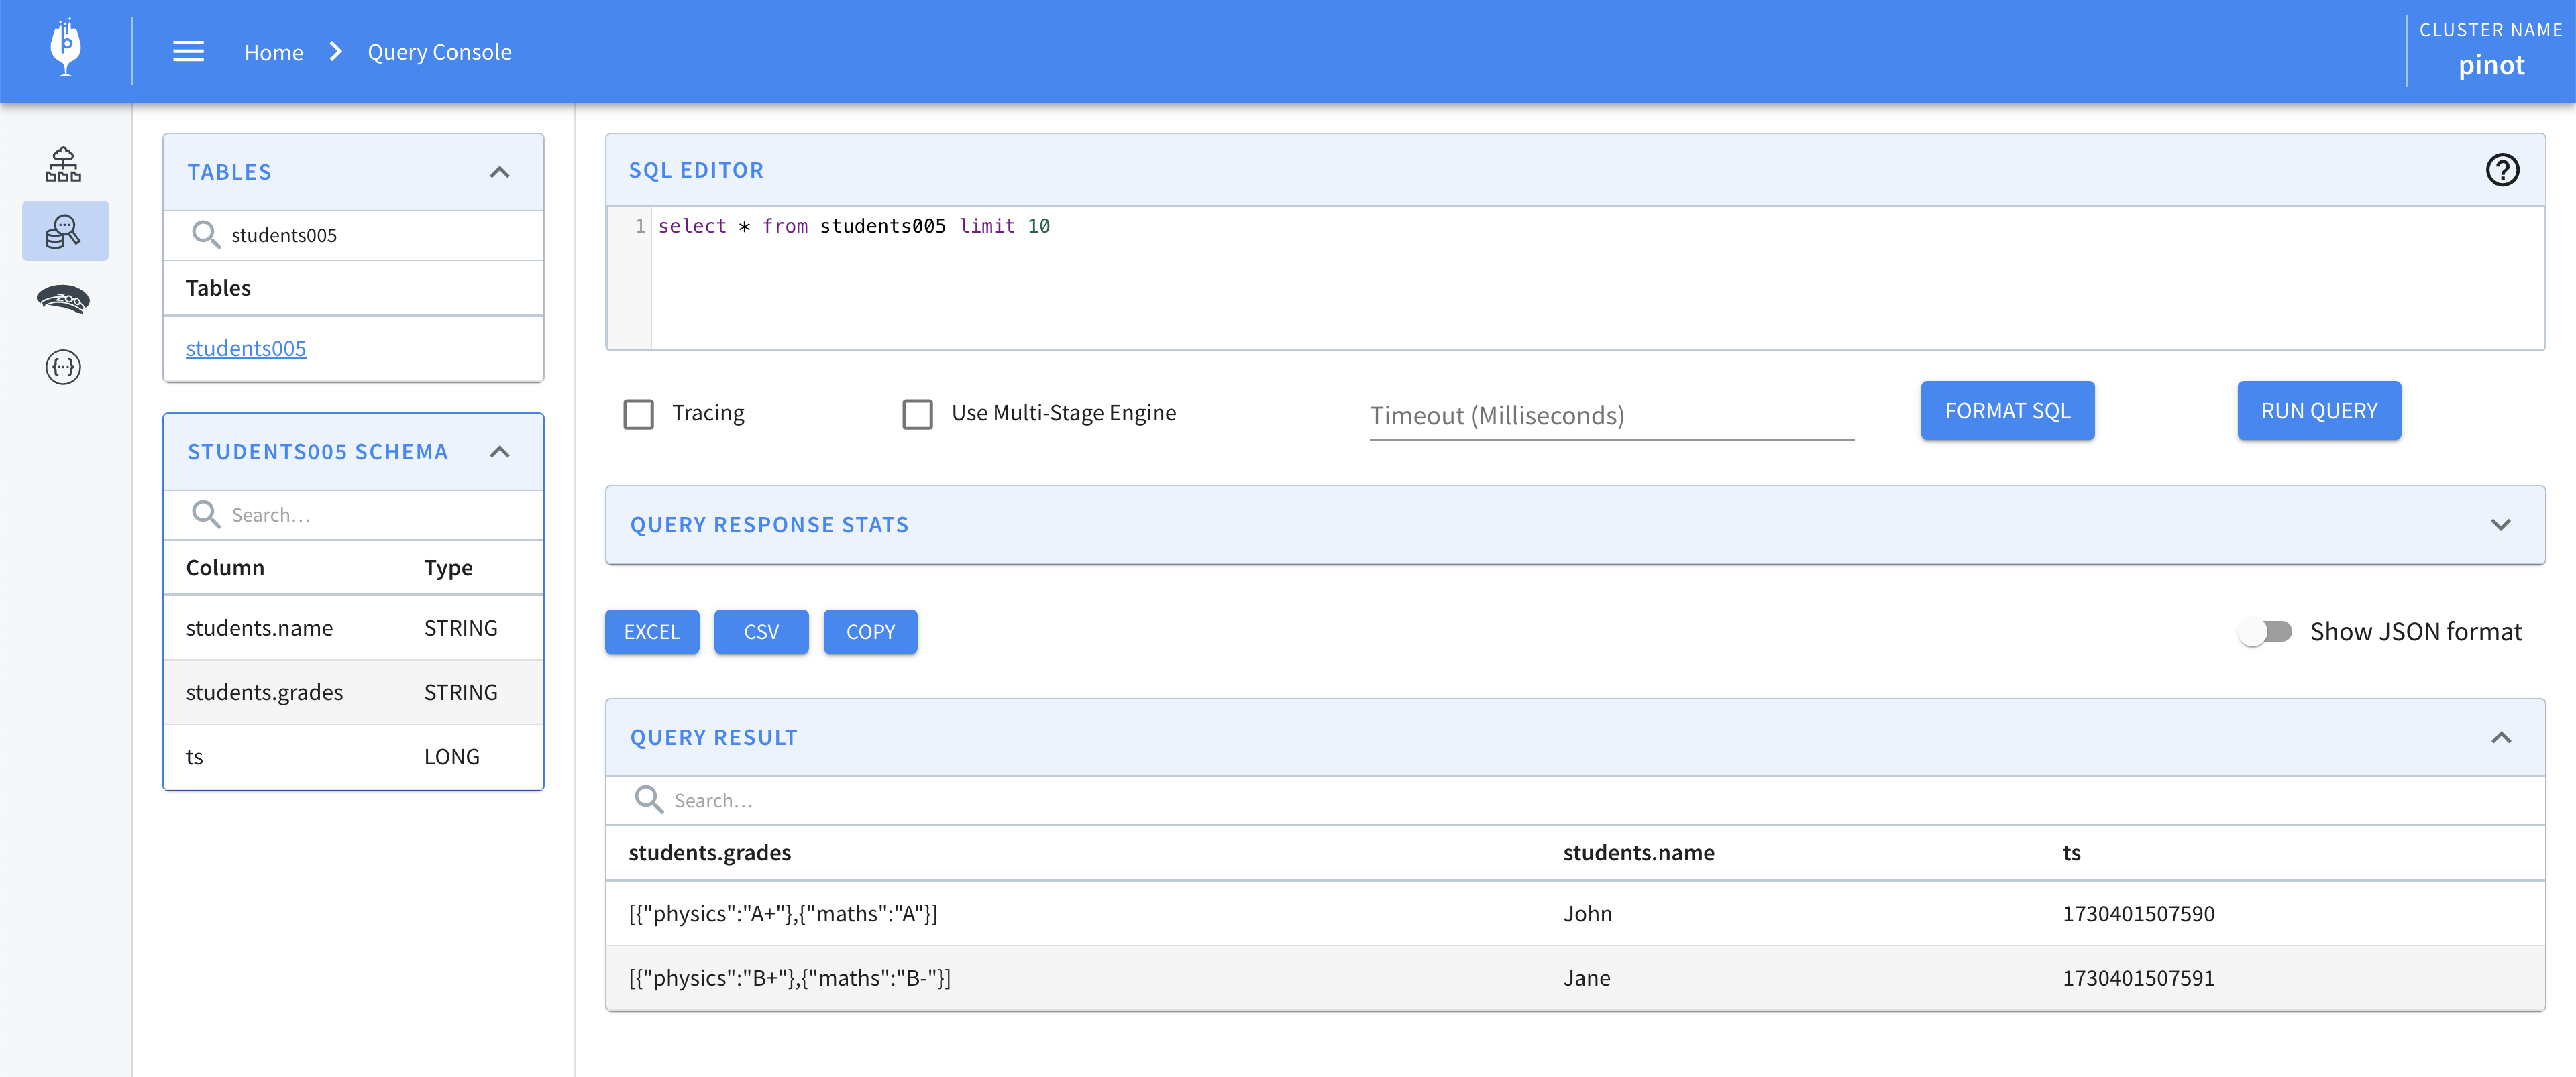 Home > Query Console
CLUSTER NAME
pinot
p
ZOO
{...}
TABLES
students005
Tables
students005
STUDENTS005 SCHEMA
Search...
Column Type
students.name STRING
students.grades STRING
ts LONG
SQL EDITOR
?
1 select * from students005 limit 10
Tracing
Use Multi-Stage Engine
Timeout (Milliseconds)
FORMAT SQL
RUN QUERY
QUERY RESPONSE STATS
EXCEL
CSV
COPY
Show JSON format
QUERY RESULT
Search...
students.grades students.name ts
[{"physics":"A+"},{"maths":"A"}] John 1730401507590
[{"physics":"B+"},{"maths":"B-"}] Jane 1730401507591